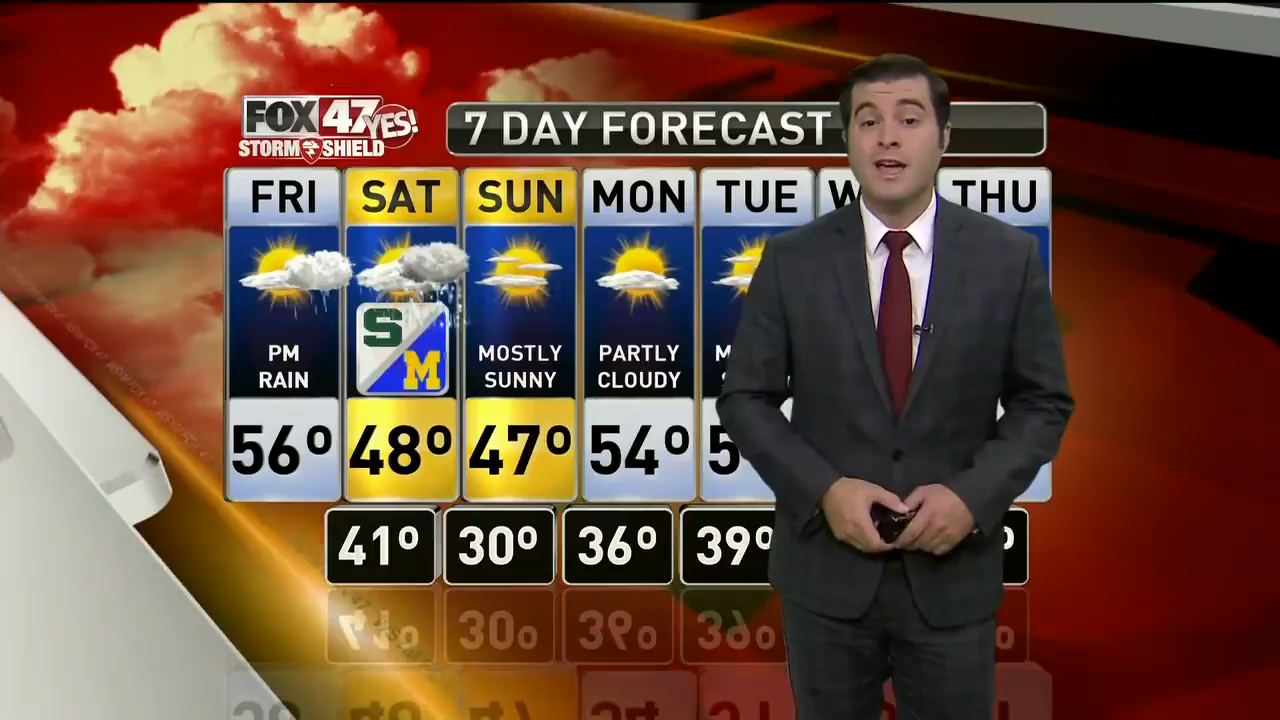 FOX 47 YES!
STORM SHIELD
7 DAY FORECAST
FRI SAT SUN MON TUE W THU
PM
RAIN
S
M
MOSTLY
SUNNY
PARTLY
CLOUDY
M
56° 48° 47° 54° 5
41° 30° 36° 39°